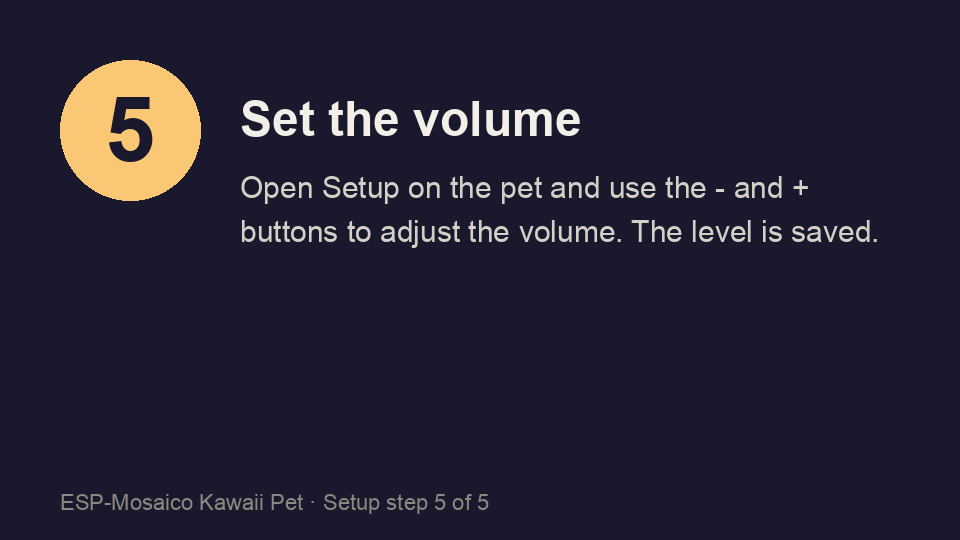 5
Set the volume
Open Setup on the pet and use the - and +
buttons to adjust the volume. The level is saved.
ESP-Mosaico Kawaii Pet · Setup step 5 of 5